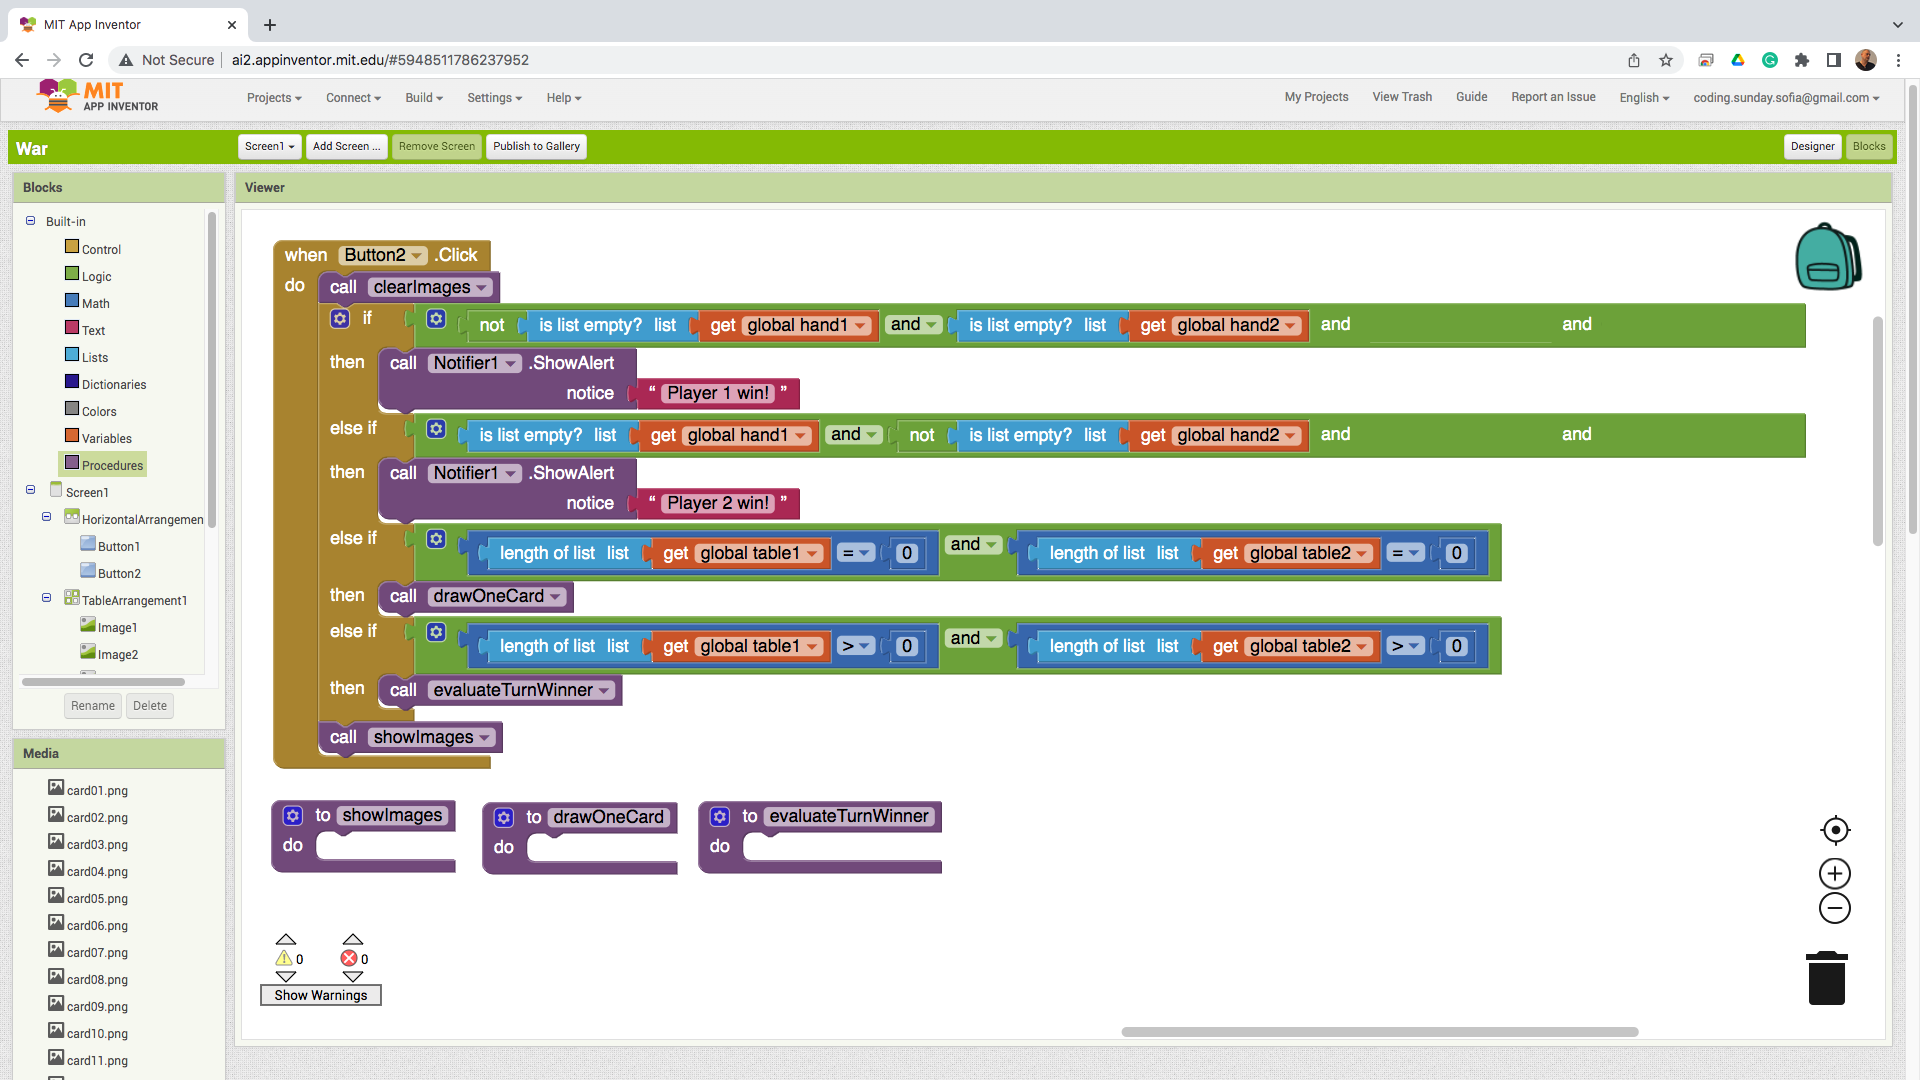 MIT App Inventor
Not Secure ai2.appinventor.mit.edu/#5948511786237952
MIT
APP INVENTOR
Projects Connect Build Settings Help
My Projects View Trash Guide Report an Issue English coding.sunday.sofia@gmail.com
War
Screen1 Add Screen ... Remove Screen Publish to Gallery
Designer Blocks
Blocks
Built-in
Control
Logic
Math
Text
Lists
Dictionaries
Colors
Variables
Procedures
Screen1
HorizontalArrangemen
Button1
Button2
TableArrangement1
Image1
Image2
Rename Delete
Media
card01.png
card02.png
card03.png
card04.png
card05.png
card06.png
card07.png
card08.png
card09.png
card10.png
card11.png
Viewer
when Button2 .Click
do call clearImages
if not is list empty? list get global hand1 and is list empty? list get global hand2 and and
then call Notifier1 .ShowAlert
notice “ Player 1 win! ”
else if is list empty? list get global hand1 and not is list empty? list get global hand2 and and
then call Notifier1 .ShowAlert
notice “ Player 2 win! ”
else if length of list list get global table1 = 0 and length of list list get global table2 = 0
then call drawOneCard
else if length of list list get global table1 > 0 and length of list list get global table2 > 0
then call evaluateTurnWinner
call showImages
to showImages
do
to drawOneCard
do
to evaluateTurnWinner
do
0 0
Show Warnings